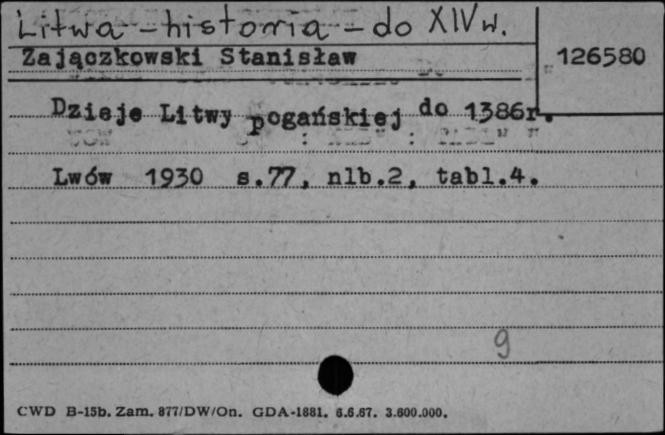 Litwa - historia - do XIV w.
Zajączkowski Stanisław
126580
Dzieje Litwy pogańskiej do 1386r.
Lwów 1930 s.77, nlb.2, tabl.4.
9
CWD B-15b. Zam. 877/DW/On. GDA-1881. 6.6.67. 3.600.000.